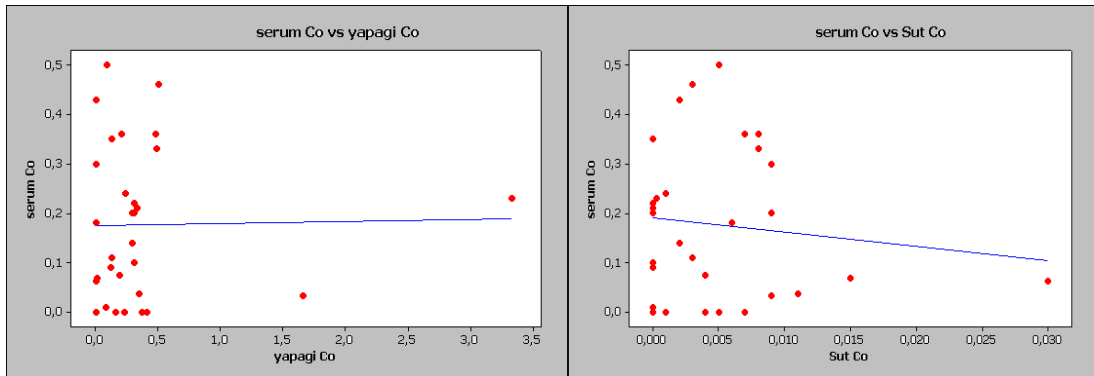 serum Co vs yapagi Co
0,5
0,4
0,3
0,2
0,1
0,0
serum Co
0,0 0,5 1,0 1,5 2,0 2,5 3,0 3,5
yapagi Co
serum Co vs Sut Co
0,5
0,4
0,3
0,2
0,1
0,0
serum Co
0,000 0,005 0,010 0,015 0,020 0,025 0,030
Sut Co